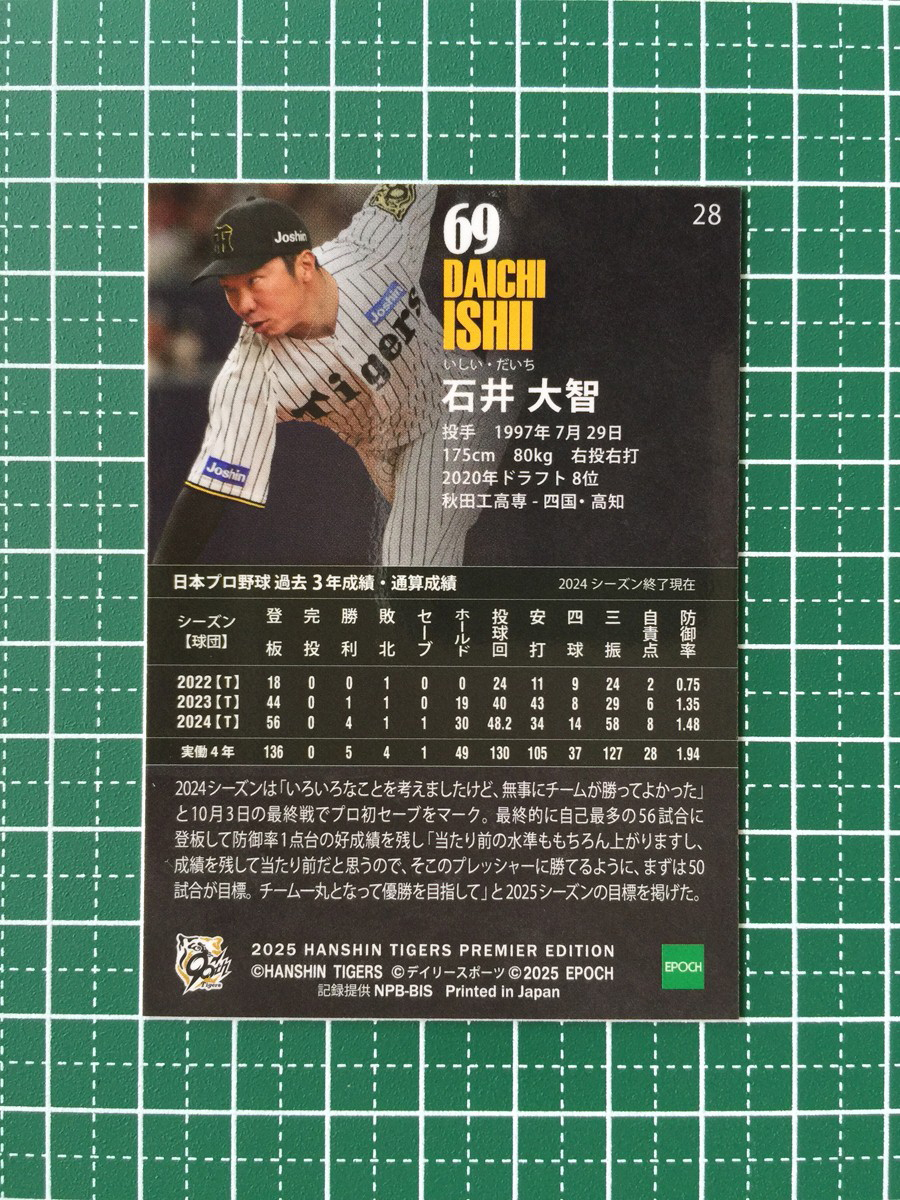 28
69
DAICHI
ISHII
いしい・だいち
石井 大智
投手 1997年 7月 29日
175cm 80kg 右投右打
2020年ドラフト 8位
秋田工高専 - 四国・高知
Joshin
Joshin
Tigers
Joshin
日本プロ野球 過去 3 年成績・通算成績 2024 シーズン終了現在
シーズン【球団】 登板 完投 勝利 敗北 セーブ ホールド 投球回 安打 四球 三振 自責点 防御率
2022【T】 18 0 0 1 0 0 24 11 9 24 2 0.75
2023【T】 44 0 1 1 0 19 40 43 8 29 6 1.35
2024【T】 56 0 4 1 1 30 48.2 34 14 58 8 1.48
実働 4 年 136 0 5 4 1 49 130 105 37 127 28 1.94
2024シーズンは「いろいろなことを考えましたけど、無事にチームが勝ってよかった」
と10月3日の最終戦でプロ初セーブをマーク。最終的に自己最多の56試合に
登板して防御率1点台の好成績を残し「当たり前の水準ももちろん上がりますし、
成績を残して当たり前だと思うので、そこのプレッシャーに勝てるように、まずは50
試合が目標。チーム一丸となって優勝を目指して」と2025シーズンの目標を掲げた。
90th
Tigers
2025 HANSHIN TIGERS PREMIER EDITION
©HANSHIN TIGERS ©デイリースポーツ ©2025 EPOCH
記録提供 NPB-BIS Printed in Japan
EPOCH